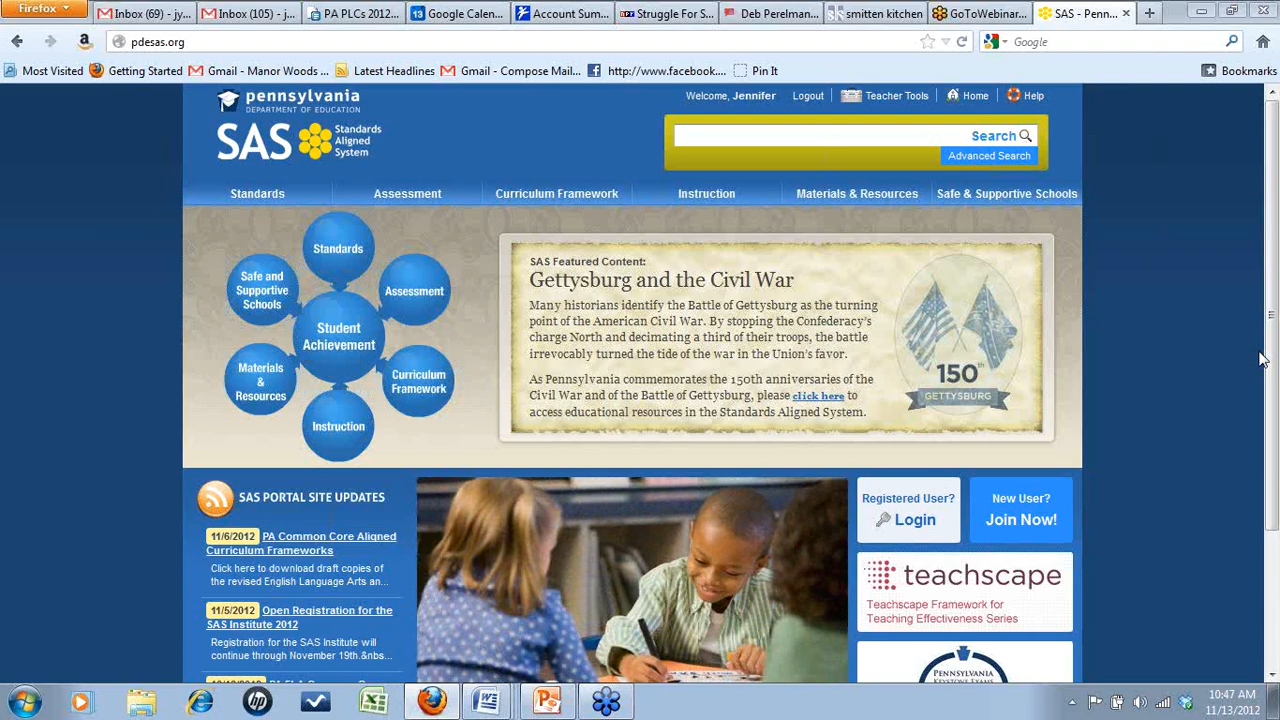 Firefox
Inbox (69) - jy...
Inbox (105) - j...
PA PLCs 2012...
Google Calen...
Account Sum...
Struggle For S...
Deb Perelman...
smitten kitchen
GoToWebinar...
SAS - Penn...
pdesas.org
Google
Most Visited
Getting Started
Gmail - Manor Woods ...
Latest Headlines
Gmail - Compose Mail...
http://www.facebook....
Pin It
Bookmarks
pennsylvania
DEPARTMENT OF EDUCATION
SAS
Standards
Aligned
System
Welcome, Jennifer
Logout
Teacher Tools
Home
Help
Search
Advanced Search
Standards
Assessment
Curriculum Framework
Instruction
Materials & Resources
Safe & Supportive Schools
Standards
Safe and
Supportive
Schools
Assessment
Student
Achievement
Materials
&
Resources
Curriculum
Framework
Instruction
SAS Featured Content:
Gettysburg and the Civil War
Many historians identify the Battle of Gettysburg as the turning
point of the American Civil War. By stopping the Confederacy's
charge North and decimating a third of their troops, the battle
irrevocably turned the tide of the war in the Union's favor.
As Pennsylvania commemorates the 150th anniversaries of the
Civil War and of the Battle of Gettysburg, please click here to
access educational resources in the Standards Aligned System.
150th
GETTYSBURG
SAS PORTAL SITE UPDATES
11/6/2012 PA Common Core Aligned
Curriculum Frameworks
Click here to download draft copies of
the revised English Language Arts an...
11/5/2012 Open Registration for the
SAS Institute 2012
Registration for the SAS Institute will
continue through November 19th.&nbs...
Registered User?
Login
New User?
Join Now!
teachscape
Teachscape Framework for
Teaching Effectiveness Series
PENNSYLVANIA
10:47 AM
11/13/2012